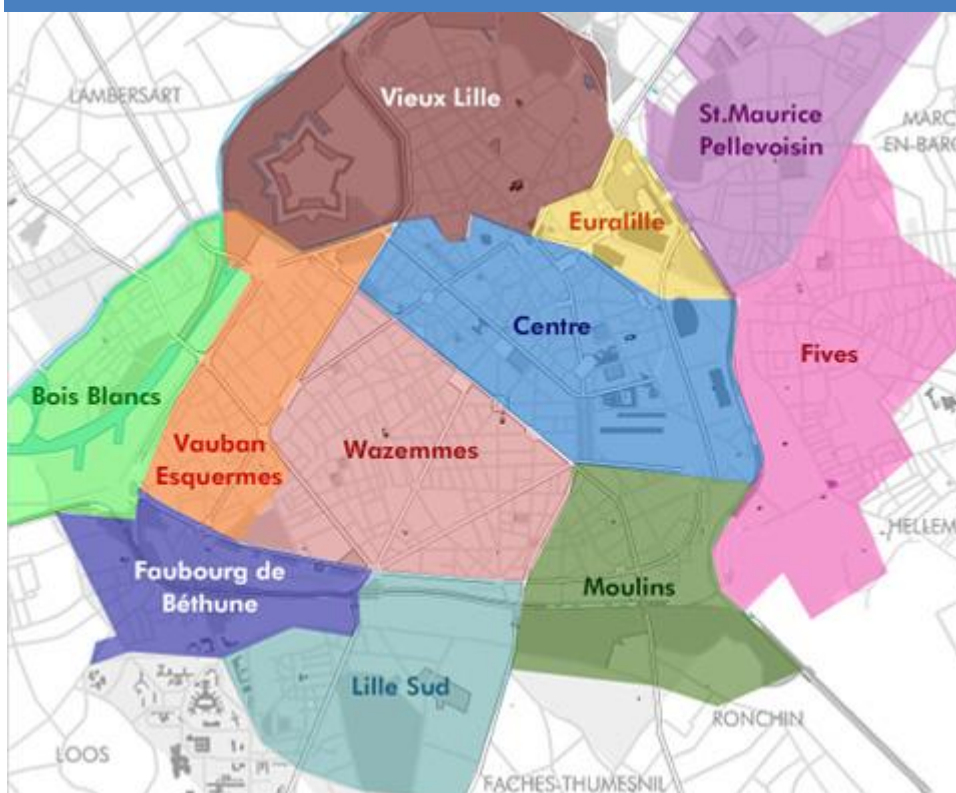 Vieux Lille
LAMBERSART
St.Maurice
Pellevoisin
MARC
EN-BARŒ
Euralille
Centre
Fives
Bois Blancs
Vauban
Esquermes
Wazemmes
HELLEM
Faubourg de
Béthune
Moulins
Lille Sud
RONCHIN
LOOS
FACHES-THUMESNIL